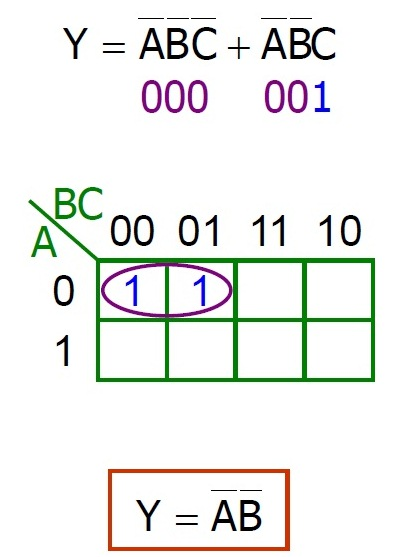 Y = A̅B̅C̅ + A̅B̅C
000 001
BC
A
00 01 11 10
0 1 1
1
Y = A̅B̅